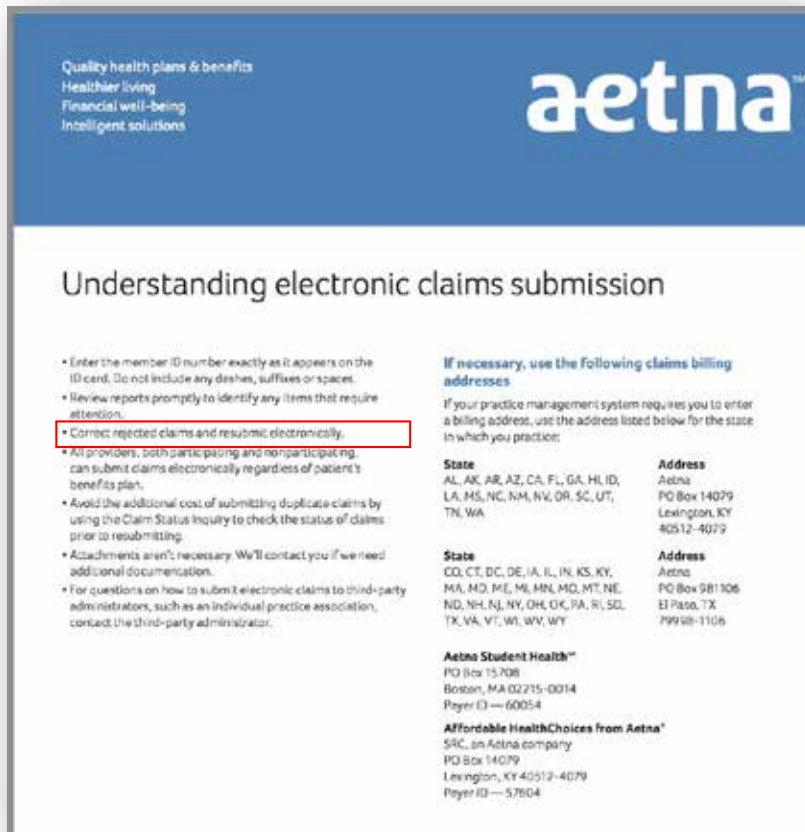 Quality health plans & benefits
Healthier living
Financial well-being
Intelligent solutions
aetna
SM
Understanding electronic claims submission
• Enter the member ID number exactly as it appears on the
ID card. Do not include any dashes, suffixes or spaces.
• Review reports promptly to identify any items that require
attention.
• Correct rejected claims and resubmit electronically.
• All providers, both participating and nonparticipating,
can submit claims electronically regardless of patient's
benefits plan.
• Avoid the additional cost of submitting duplicate claims by
using the Claim Status Inquiry to check the status of claims
prior to resubmitting.
• Attachments aren't necessary. We'll contact you if we need
additional documentation.
• For questions on how to submit electronic claims to third-party
administrators, such as an individual practice association,
contact the third-party administrator.
If necessary, use the following claims billing
addresses
If your practice management system requires you to enter
a billing address, use the address listed below for the state
in which you practice:
State Address
AL, AK, AR, AZ, CA, FL, GA, HI, ID, Aetna
LA, MS, NC, NM, NV, OR, SC, UT, PO Box 14079
TN, WA Lexington, KY
40512-4079
State Address
CO, CT, DC, DE, IA, IL, IN, KS, KY, Aetna
MA, MD, ME, MI, MN, MO, MT, NE, PO Box 981106
ND, NH, NJ, NY, OH, OK, PA, RI, SD, El Paso, TX
TX, VA, VT, WI, WV, WY 79998-1106
Aetna Student Health℠
PO Box 15708
Boston, MA 02215-0014
Payer ID — 60054
Affordable HealthChoices from Aetna®
SRC, an Aetna company
PO Box 14079
Lexington, KY 40512-4079
Payer ID — 57604